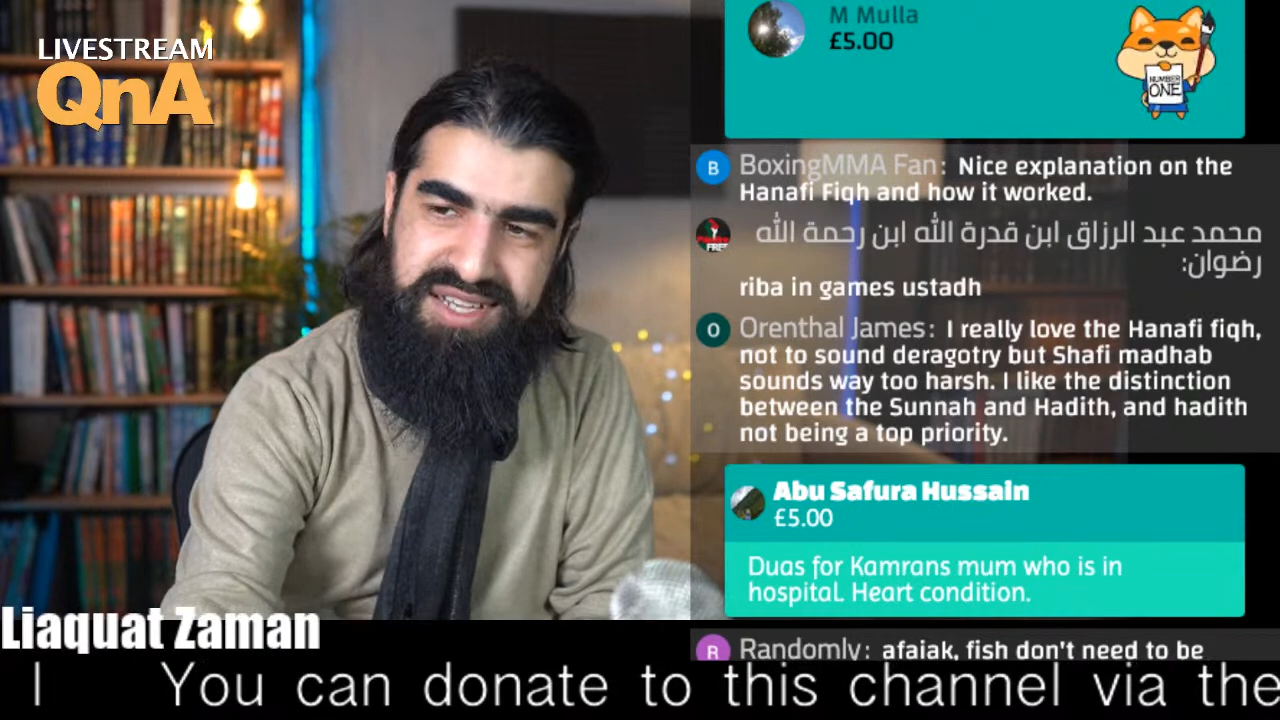 LIVESTREAM
QnA
M Mulla
£5.00
NUMBER
ONE
B BoxingMMA Fan: Nice explanation on the
Hanafi Fiqh and how it worked.
محمد عبد الرزاق ابن قدرة الله ابن رحمة الله
رضوان:
riba in games ustadh
O Orenthal James: I really love the Hanafi fiqh,
not to sound deragotry but Shafi madhab
sounds way too harsh. I like the distinction
between the Sunnah and Hadith, and hadith
not being a top priority.
Abu Safura Hussain
£5.00
Duas for Kamrans mum who is in
hospital. Heart condition.
R Randomly: afaiak, fish don't need to be
Liaquat Zaman
| You can donate to this channel via the